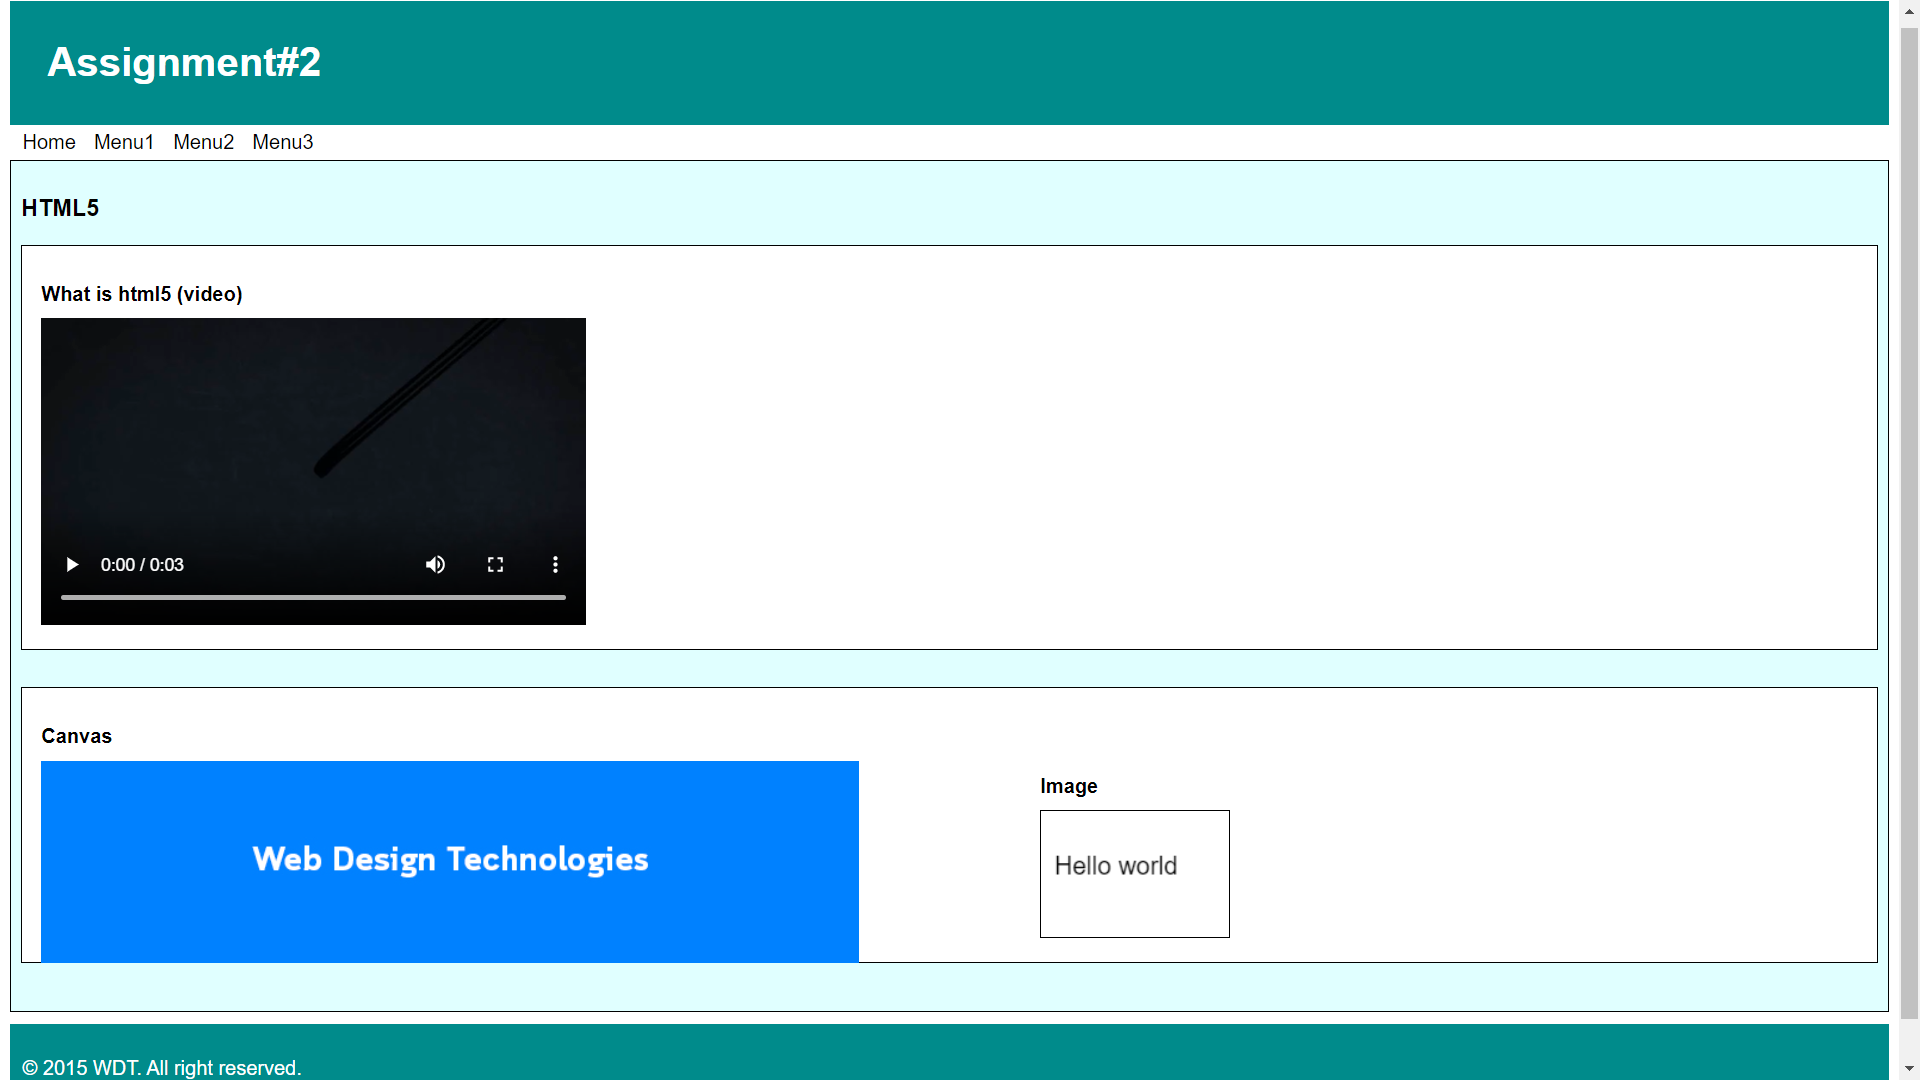 Assignment#2
Home Menu1 Menu2 Menu3
HTML5
What is html5 (video)
0:00 / 0:03
Canvas
Web Design Technologies
Image
Hello world
© 2015 WDT. All right reserved.